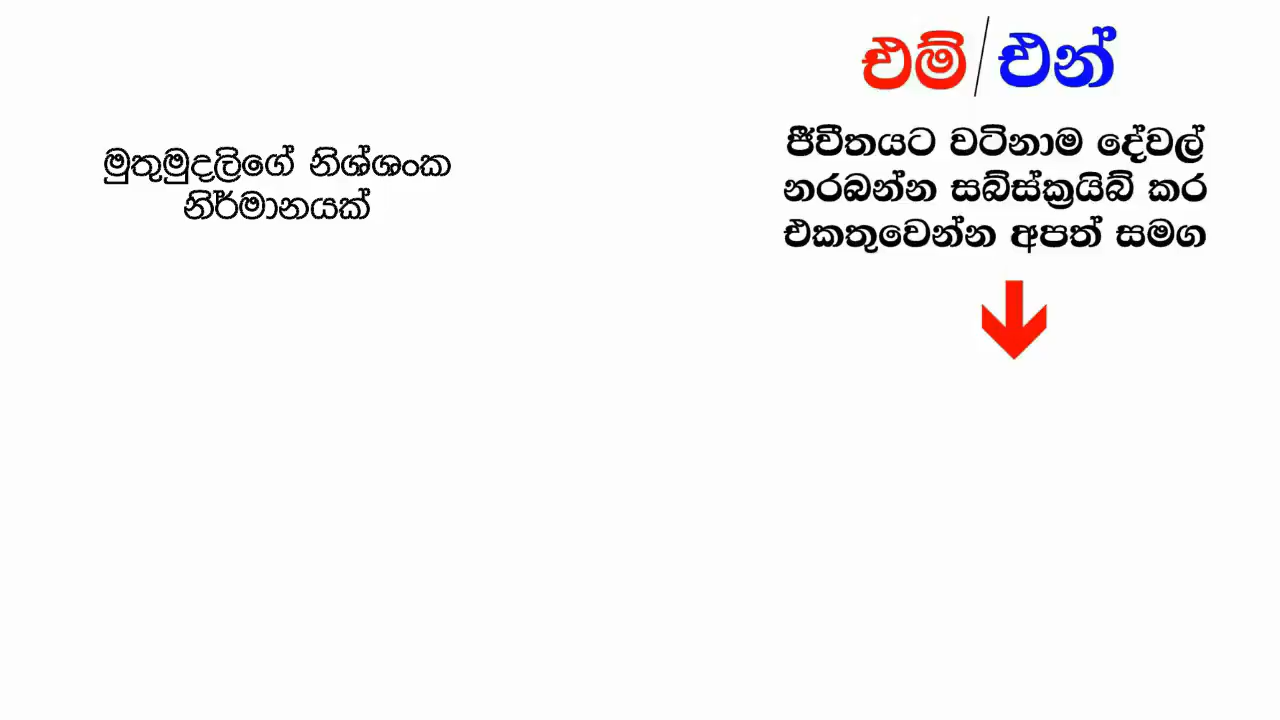 එම්/එන්
මුතුමුදලිගේ නිශ්ශංක
නිර්මානයක්
ජීවිතයට වටිනාම දේවල්
නරබන්න සබ්ස්ක්‍රයිබ් කර
එකතුවෙන්න අපත් සමග